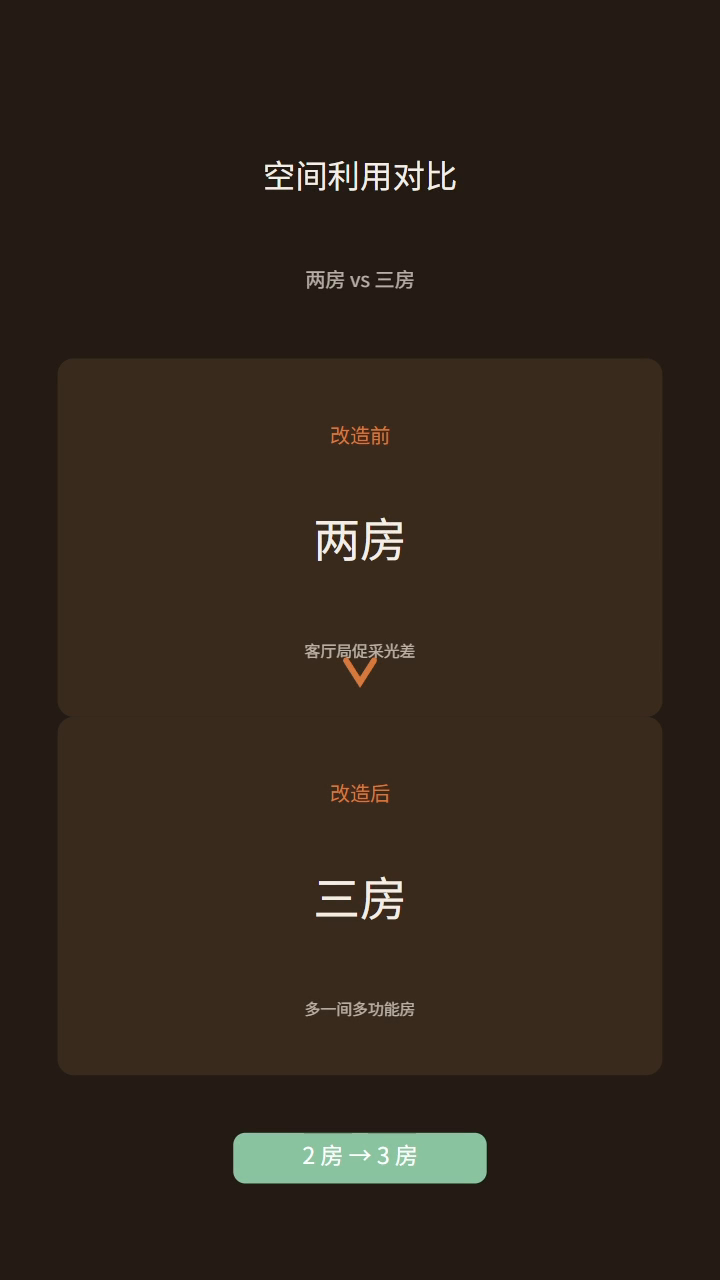 空间利用对比
两房 vs 三房
改造前
两房
客厅局促采光差
改造后
三房
多一间多功能房
2 房 → 3 房